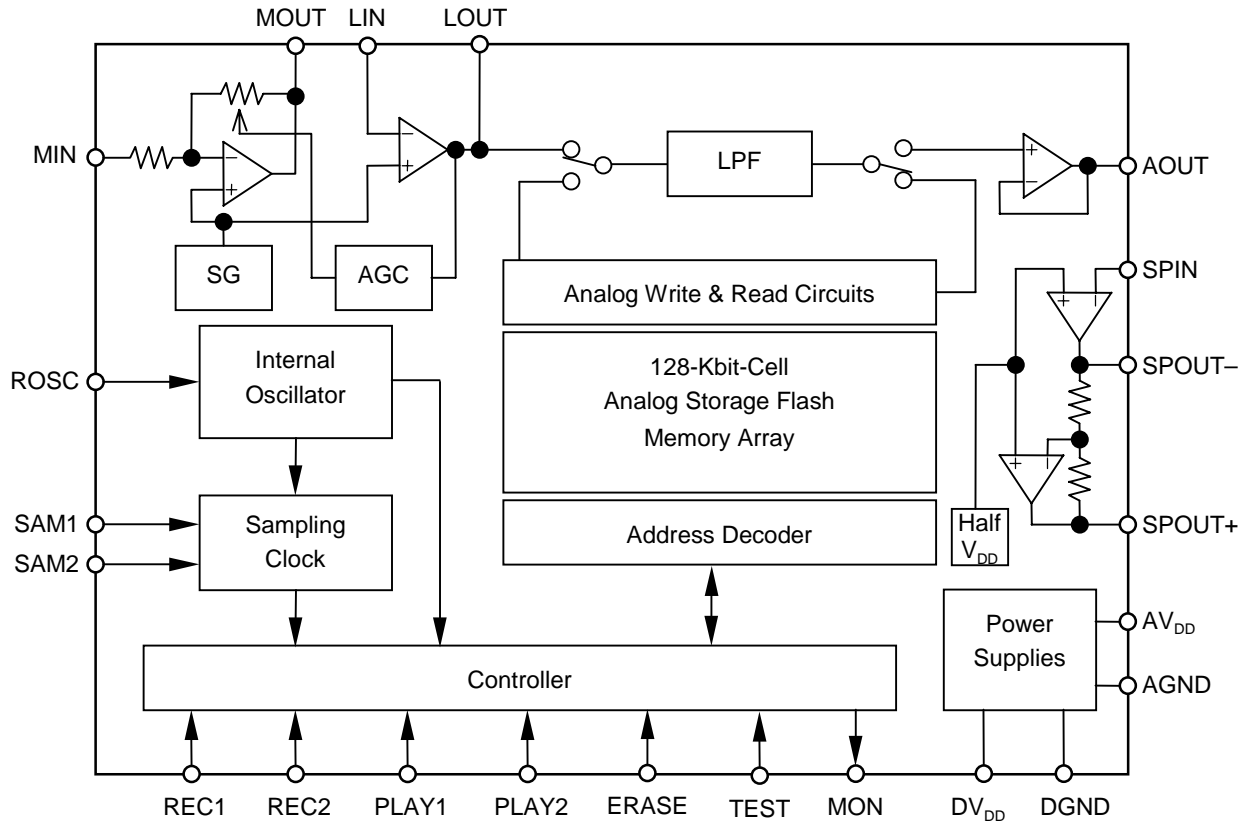 MOUT LIN LOUT
MIN
− + − +
LPF
+ −
AOUT
SG
AGC
Analog Write & Read Circuits
SPIN
+ −
Internal
Oscillator
ROSC
128-Kbit-Cell
Analog Storage Flash
Memory Array
SPOUT–
+ −
SAM1
SAM2
Sampling
Clock
Address Decoder
Half
VDD
SPOUT+
Power
Supplies
AVDD
AGND
Controller
REC1 REC2 PLAY1 PLAY2 ERASE TEST MON DVDD DGND